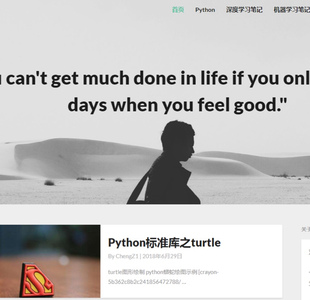 首页 Python 深度学习笔记 机器学习笔记
can't get much done in life if you onl
days when you feel good."
Python标准库之turtle
By ChengZ1 | 2018年6月29日
turtle图形绘制 python蟒蛇绘图示例 [crayon-
5b362c8b2c241856472788/ ...